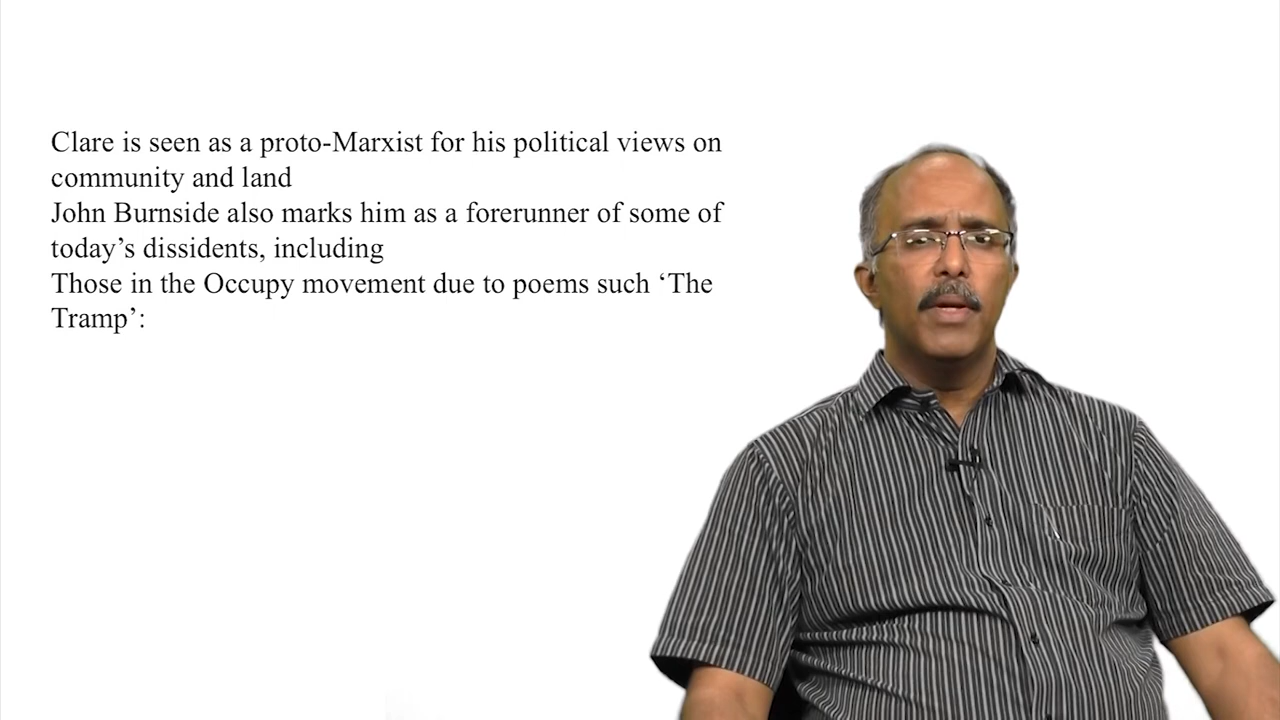 Clare is seen as a proto-Marxist for his political views on
community and land
John Burnside also marks him as a forerunner of some of
today’s dissidents, including
Those in the Occupy movement due to poems such ‘The
Tramp’: